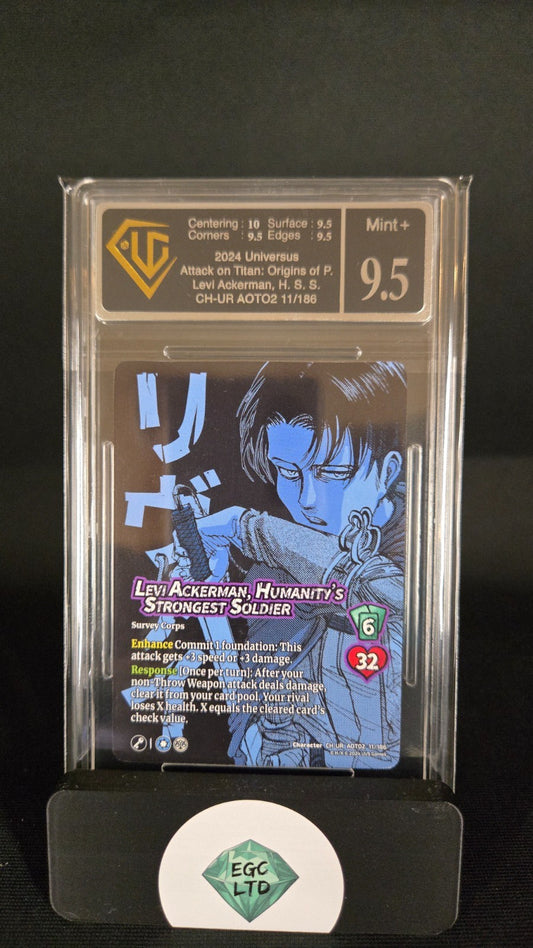 Centering : 10 Surface : 9.5
Corners : 9.5 Edges : 9.5
Mint+
2024 Universus
Attack on Titan: Origins of P.
Levi Ackerman, H. S. S.
CH-UR AOTO2 11/186
9.5
リヴ
LEVI ACKERMAN, HUMANITY'S
STRONGEST SOLDIER
Survey Corps
6
32
Enhance Commit 1 foundation: This
attack gets +3 speed or +3 damage.
Response [Once per turn]: After your
non-Throw Weapon attack deals damage,
clear it from your card pool. Your rival
loses X health. X equals the cleared card's
check value.
Character CH-UR AOTO2 11/186
EGC
LTD